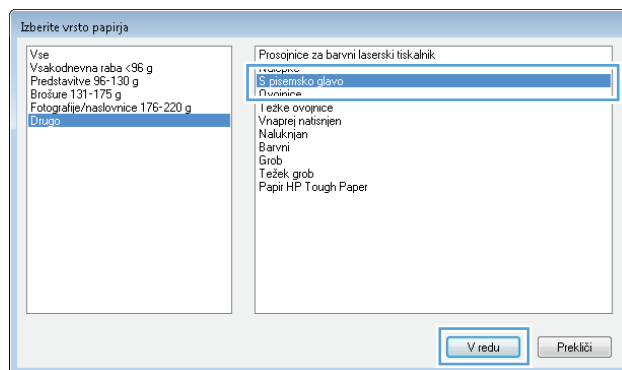 Izberite vrsto papirja
Vse
Vsakodnevna raba <96 g
Predstavitve 96-130 g
Brošure 131-175 g
Fotografije/naslovnice 176-220 g
Drugo
Prosojnice za barvni laserski tiskalnik
Nalepke
S pisemsko glavo
Ovojnice
Težke ovojnice
Vnaprej natisnjen
Naluknjan
Barvni
Grob
Težek grob
Papir HP Tough Paper
V redu
Prekliči